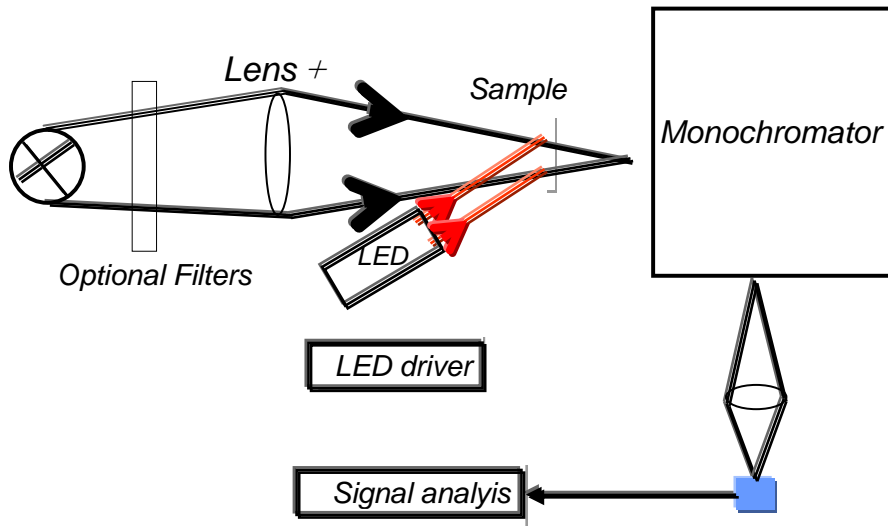 Lens +
Sample
Monochromator
Optional Filters
LED
LED driver
Signal analyis